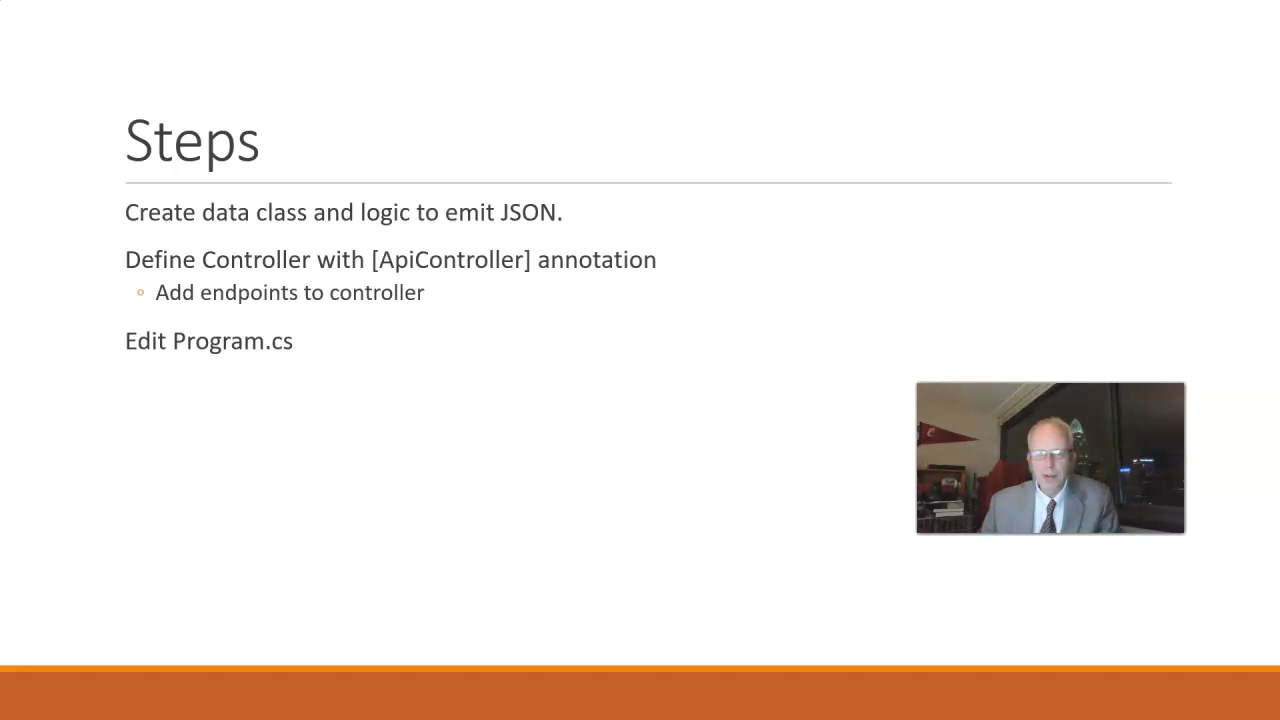 Steps
Create data class and logic to emit JSON.
Define Controller with [ApiController] annotation
Add endpoints to controller
Edit Program.cs